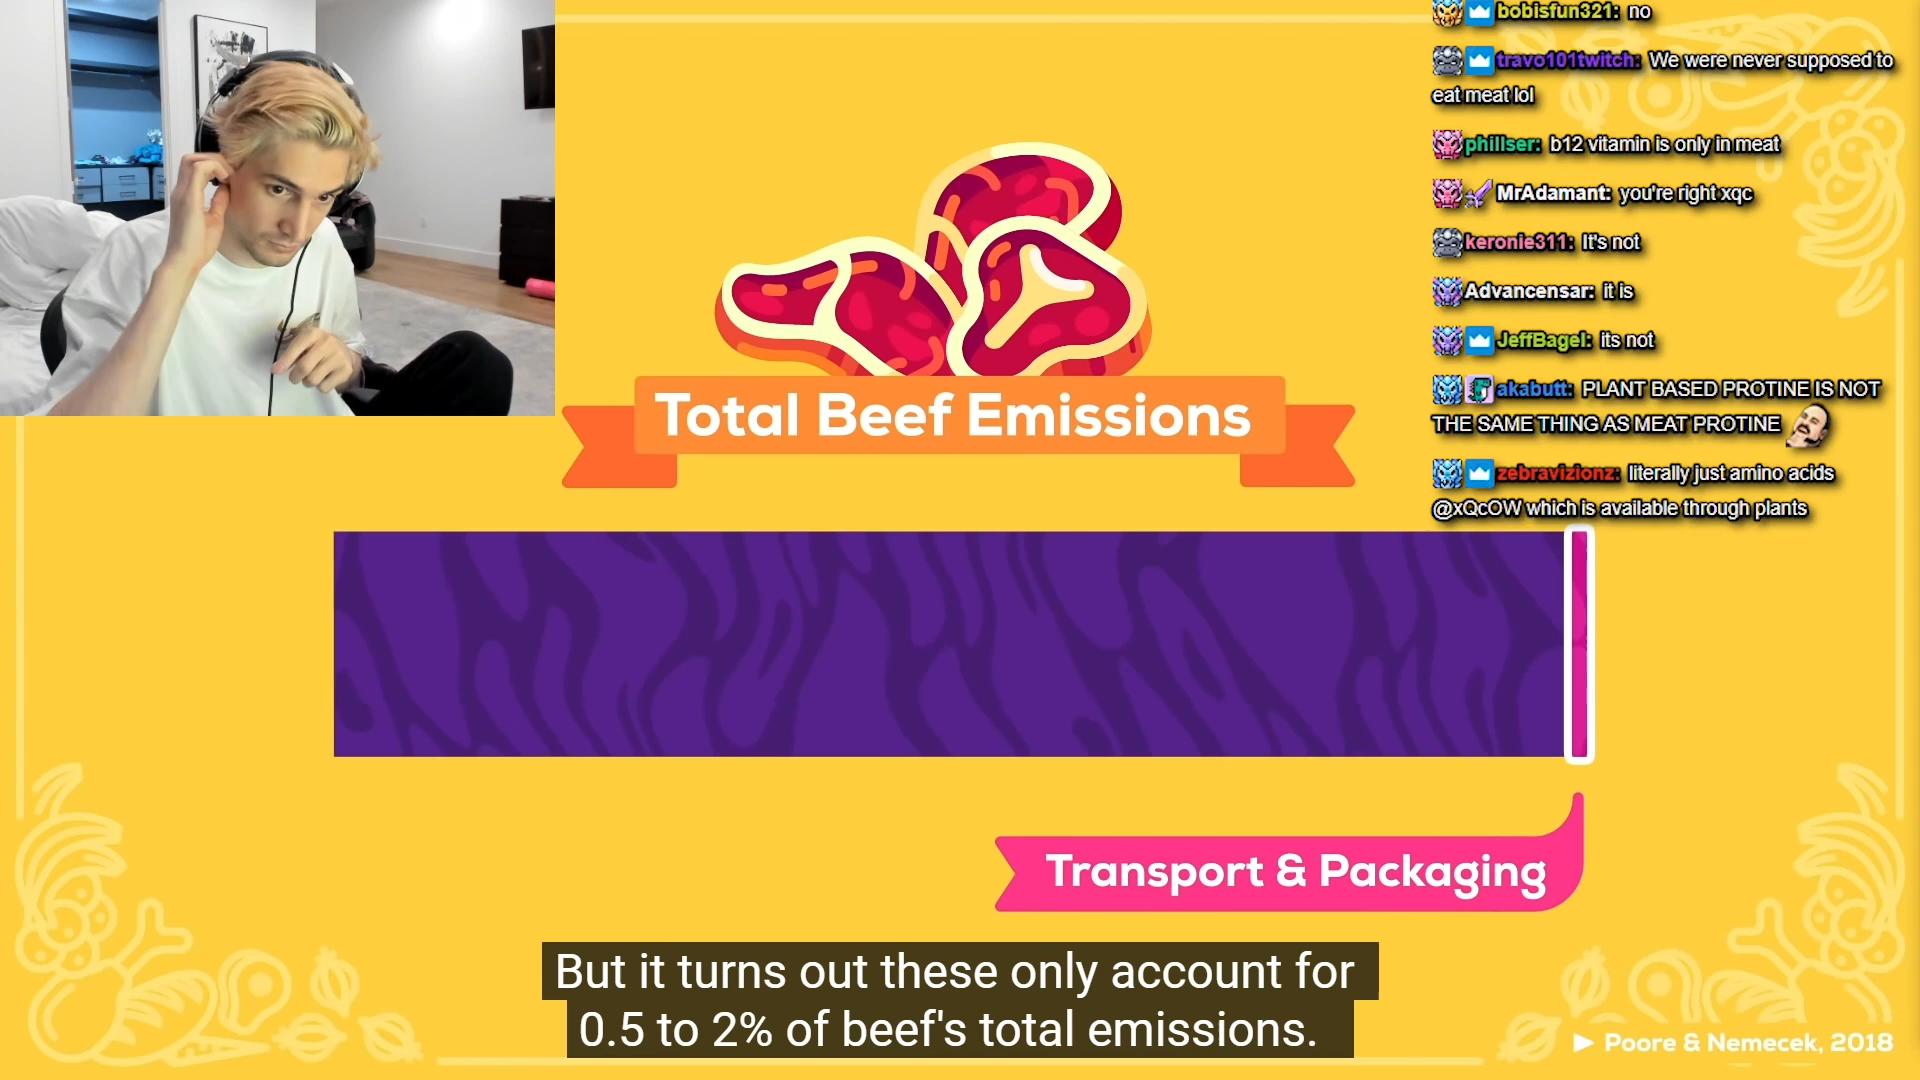 bobisfun321: no
travo101twitch: We were never supposed to
eat meat lol
phillser: b12 vitamin is only in meat
MrAdamant: you're right xqc
keronie311: It's not
Advancensar: it is
JeffBagel: its not
akabutt: PLANT BASED PROTINE IS NOT
THE SAME THING AS MEAT PROTINE
zebravizionz: literally just amino acids
@xQcOW which is available through plants
Total Beef Emissions
Transport & Packaging
But it turns out these only account for
0.5 to 2% of beef's total emissions.
Poore & Nemecek, 2018